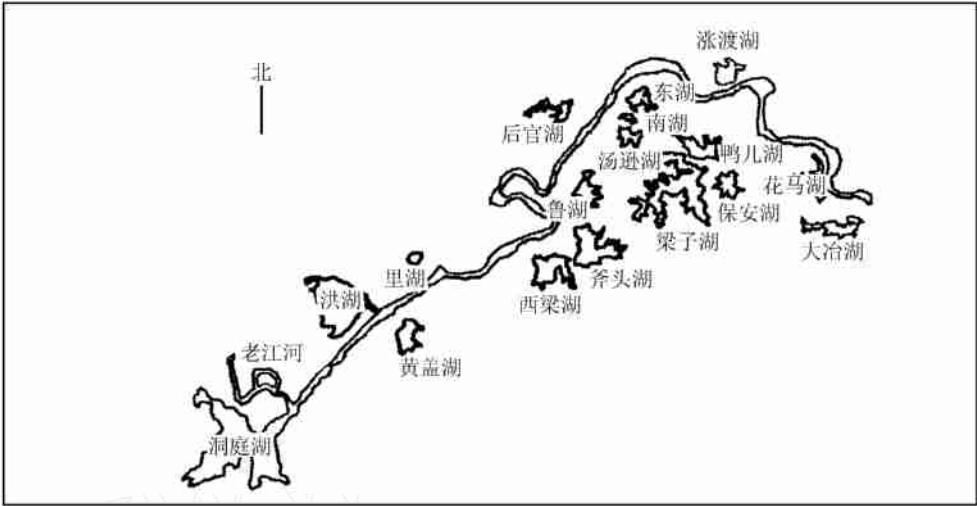 涨渡湖
北
东湖
后官湖
南湖
汤逊湖
鸭儿湖
花马湖
鲁湖
保安湖
梁子湖
大冶湖
里湖
斧头湖
洪湖
西梁湖
老江河
黄盖湖
洞庭湖